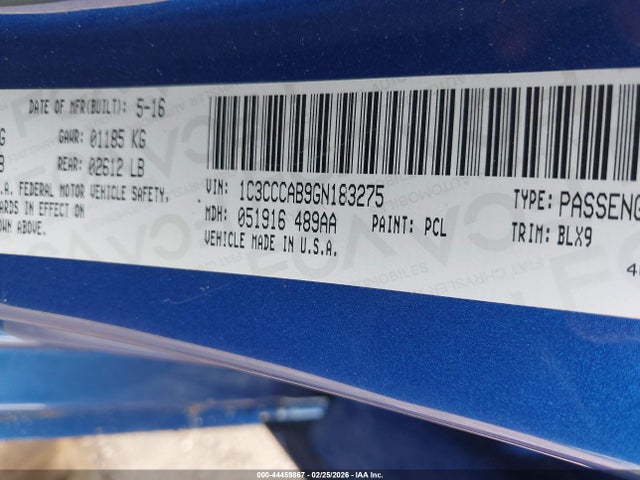 DATE OF MFR(BUILT): 5-16
G GAWR: 01185 KG
B REAR: 02612 LB
.A. FEDERAL MOTOR VEHICLE SAFETY,
ARDS IN EFFECT ON
OWN ABOVE.
VIN: 1C3CCCAB9GN183275
MDH: 051916 489AA PAINT: PCL
VEHICLE MADE IN U.S.A.
TYPE: PASSENG
TRIM: BLX9
000-44459867 - 02/25/2026 - IAA Inc.